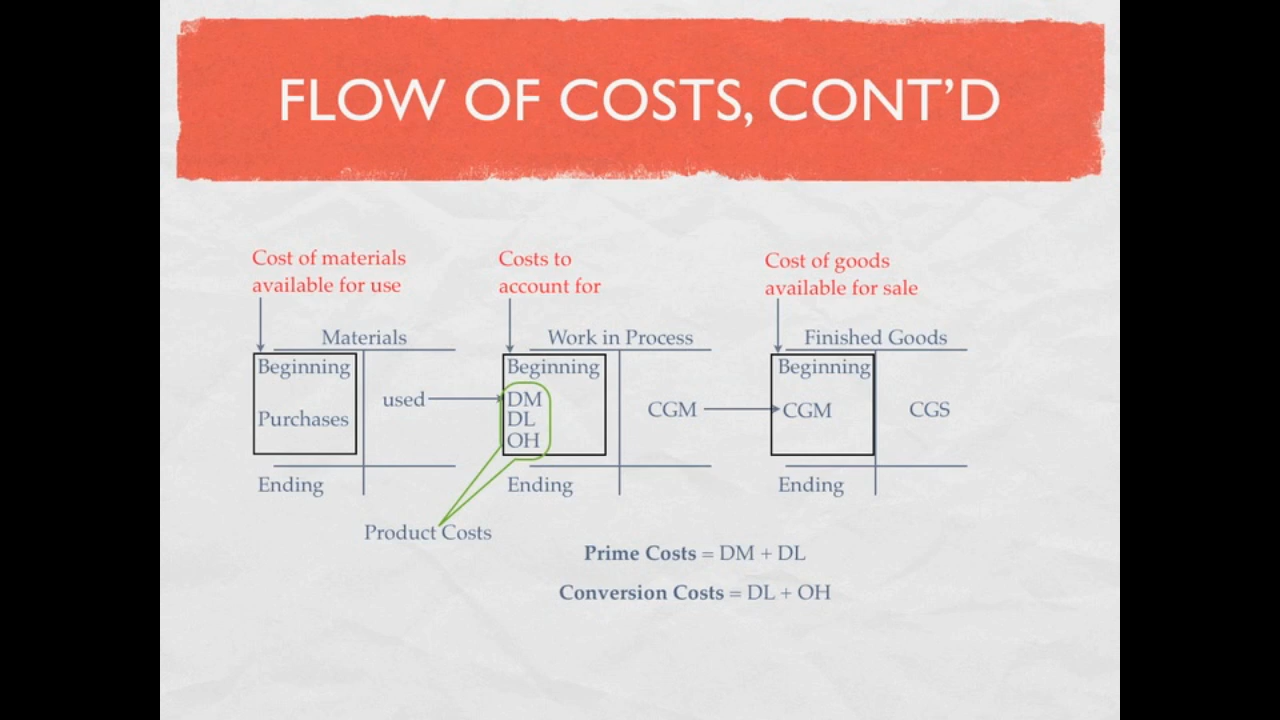 FLOW OF COSTS, CONT’D
Cost of materials
available for use
Costs to
account for
Cost of goods
available for sale
Materials
Beginning
used
Purchases
Ending
Work in Process
Beginning
DM
DL
OH
CGM
Ending
Finished Goods
Beginning
CGM
CGS
Ending
Product Costs
Prime Costs = DM + DL
Conversion Costs = DL + OH